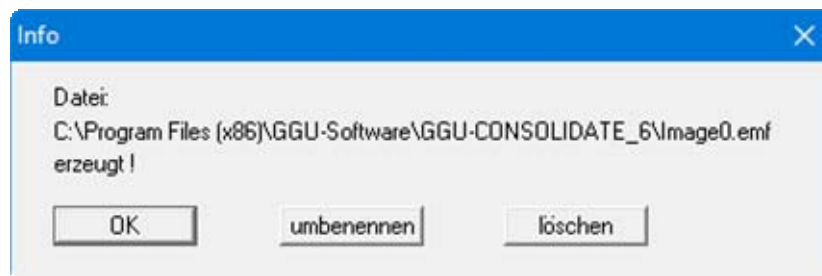 Info
Datei:
C:\Program Files (x86)\GGU-Software\GGU-CONSOLIDATE_6\Image0.emf
erzeugt !
OK umbenennen löschen